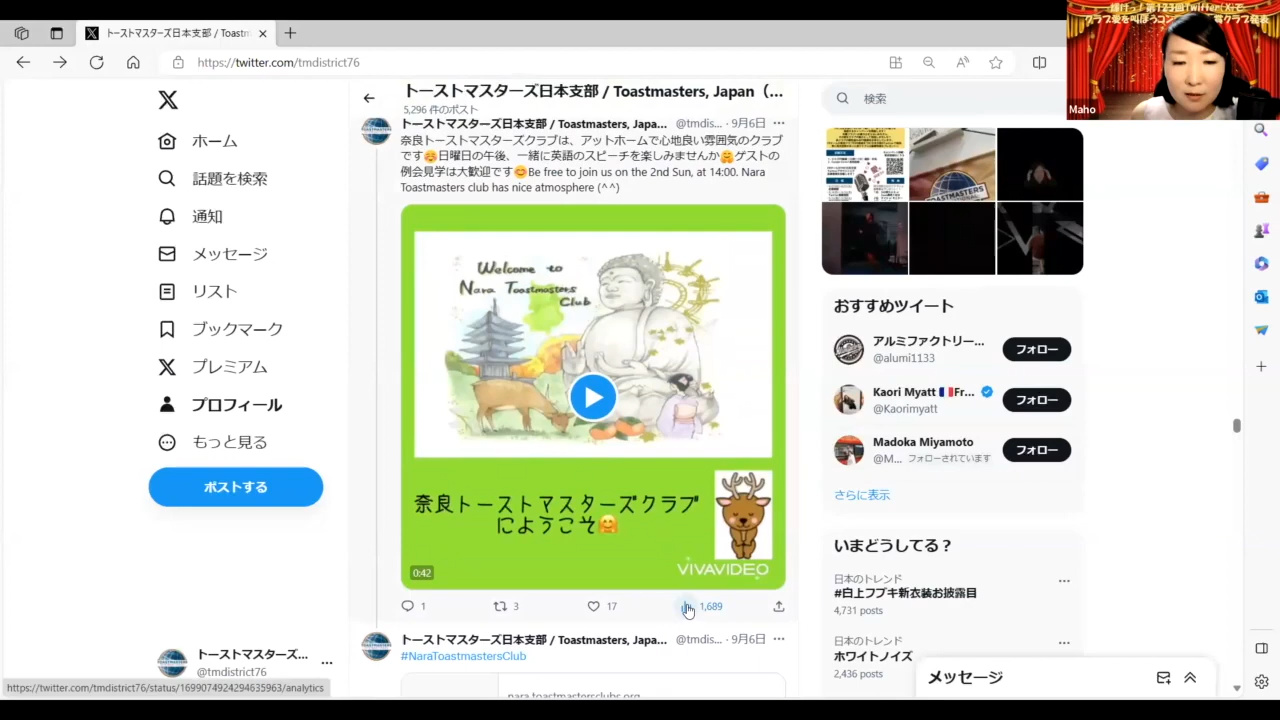 トーストマスターズ日本支部 / Toastm
https://twitter.com/tmdistrict76
Maho
ホーム
話題を検索
通知
メッセージ
リスト
ブックマーク
プレミアム
プロフィール
もっと見る
ポストする
トーストマスターズ...
@tmdistrict76
https://twitter.com/tmdistrict76/status/1699074924294635963/analytics
トーストマスターズ日本支部 / Toastmasters, Japan（...
5,296 件のポスト
トーストマスターズ日本支部 / Toastmasters, Japa... @tmdis... · 9月6日
奈良トーストマスターズクラブは、アットホームで心地良い雰囲気のクラブ
です☺️日曜日の午後、一緒に英語のスピーチを楽しみませんか🤗ゲストの
例会見学は大歓迎です😊Be free to join us on the 2nd Sun, at 14:00. Nara
Toastmasters club has nice atmosphere (^^)
Welcome to
Nara Toastmasters
Club
奈良トーストマスターズクラブ
にようこそ🤗
VIVAVIDEO
0:42
1 3 17 1,689
トーストマスターズ日本支部 / Toastmasters, Japa... @tmdis... · 9月6日
#NaraToastmastersClub
nara.toastmastersclubs.org
検索
おすすめツイート
アルミファクトリー...
@alumi1133
フォロー
Kaori Myatt 🇫🇷Fr...
@Kaorimyatt
フォロー
Madoka Miyamoto
@M... フォローされています
フォロー
さらに表示
いまどうしてる？
日本のトレンド
#白上フブキ新衣装お披露目
4,731 posts
日本のトレンド
ホワイトノイズ
2,436 posts
メッセージ